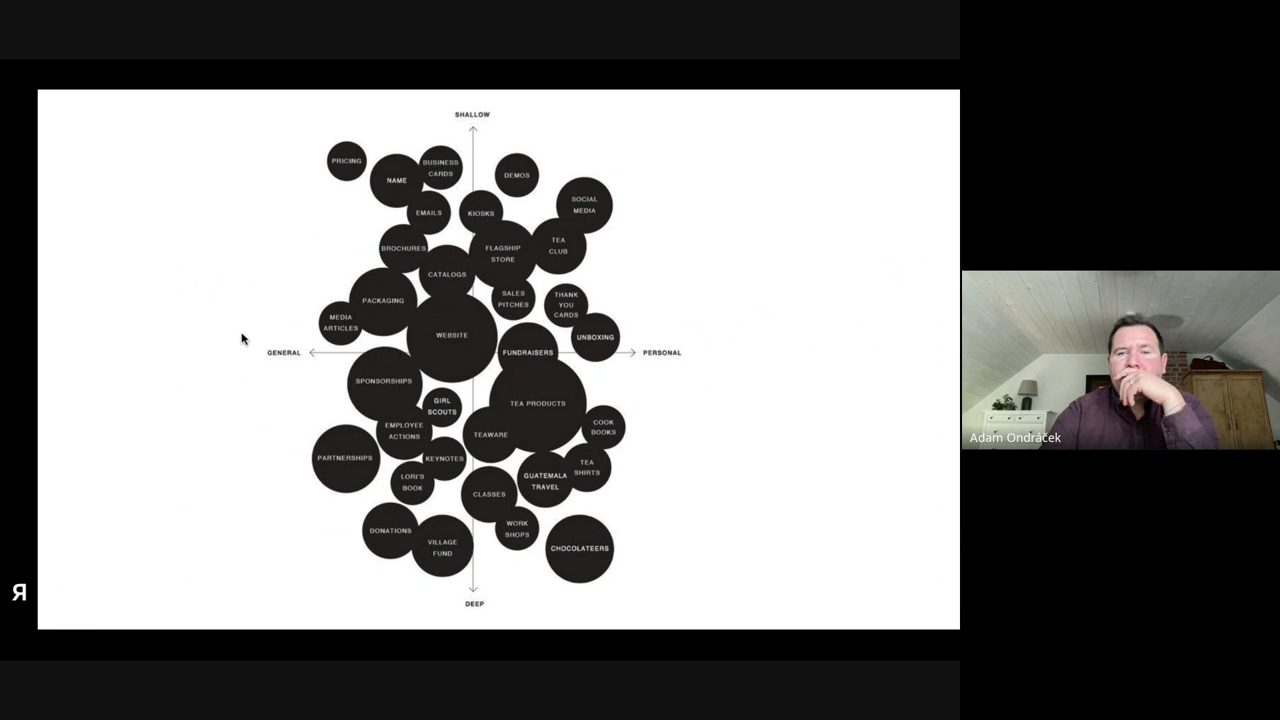 SHALLOW
PRICING
NAME
BUSINESS
CARDS
DEMOS
EMAILS
KIOSKS
SOCIAL
MEDIA
BROCHURES
CATALOGS
FLAGSHIP
STORE
TEA
CLUB
PACKAGING
MEDIA
ARTICLES
SALES
PITCHES
THANK
YOU
CARDS
WEBSITE
UNBOXING
GENERAL
FUNDRAISERS
PERSONAL
SPONSORSHIPS
GIRL
SCOUTS
TEA PRODUCTS
EMPLOYEE
ACTIONS
TEAWARE
COOK
BOOKS
PARTNERSHIPS
KEYNOTES
LORI'S
BOOK
GUATEMALA
TRAVEL
TEA
SHIRTS
CLASSES
DONATIONS
VILLAGE
FUND
WORK
SHOPS
CHOCOLATEERS
DEEP
Я
Adam Ondráček